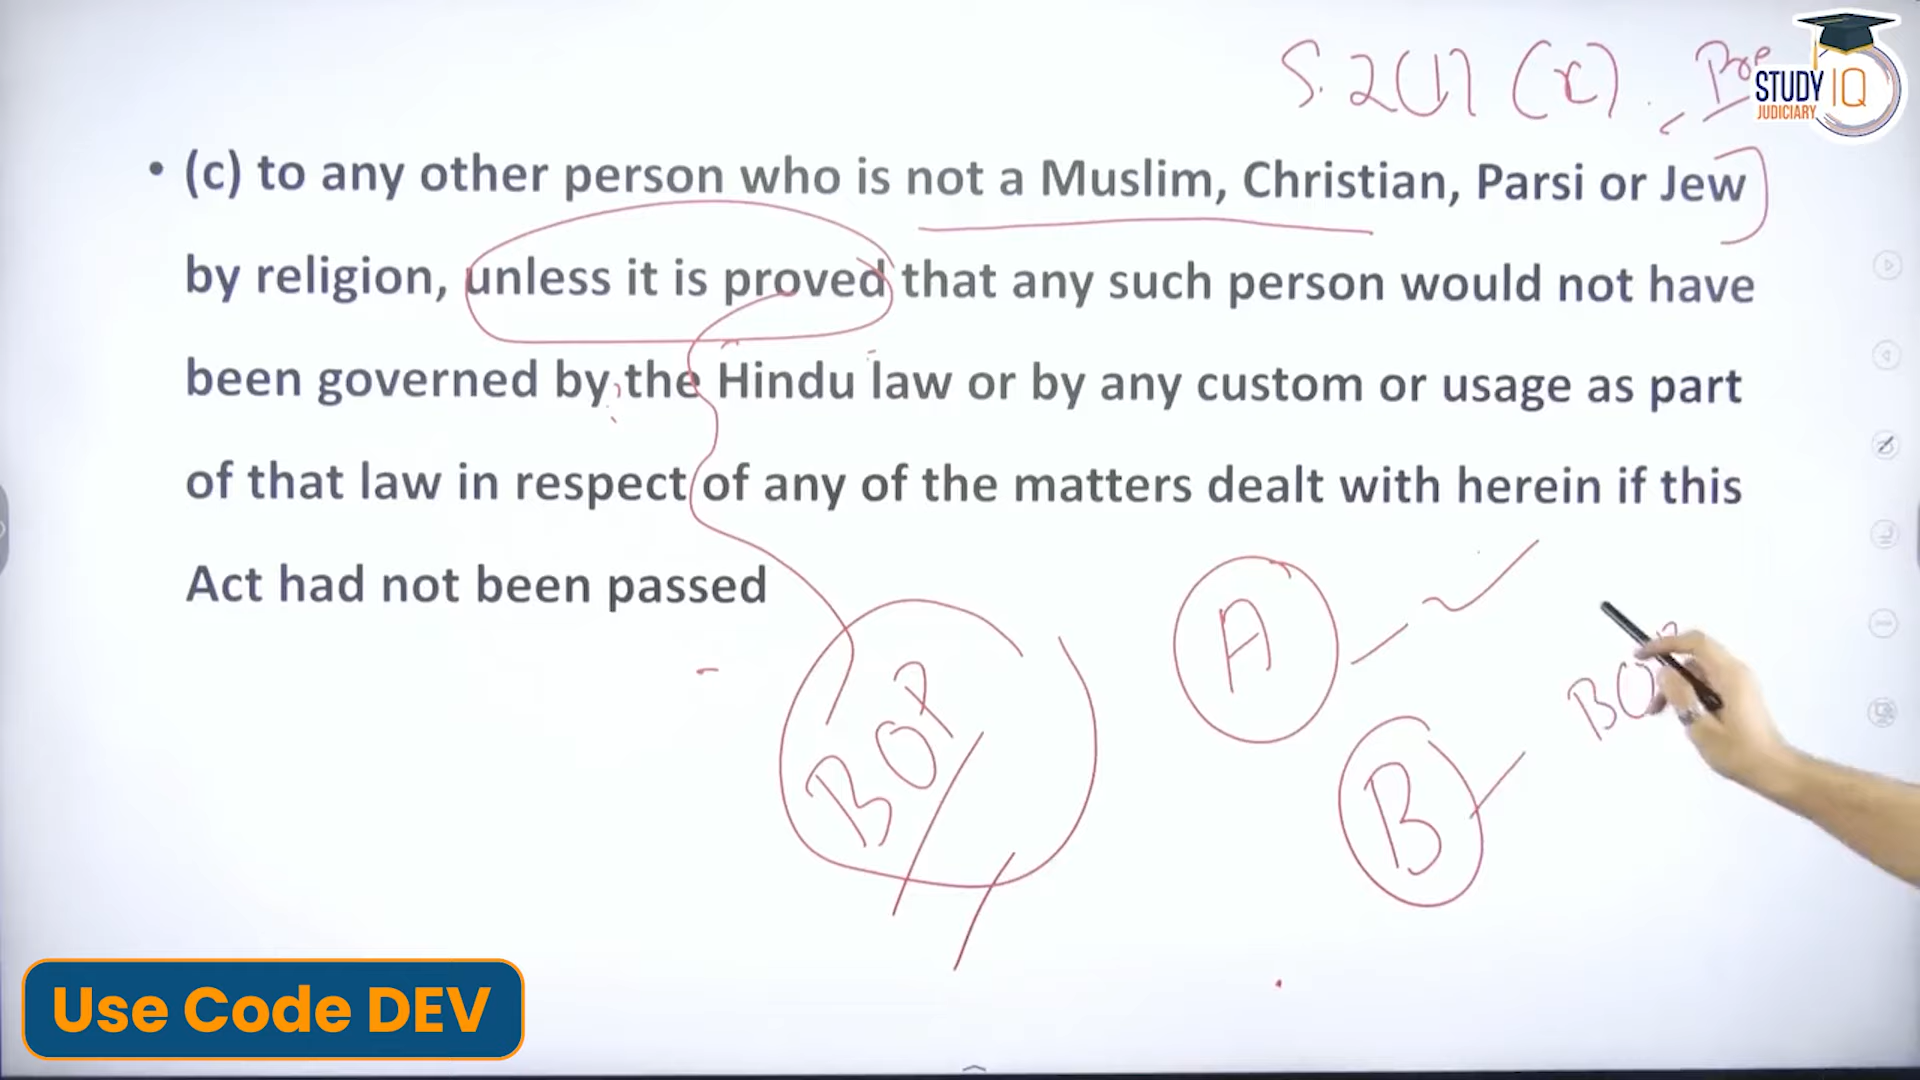 S. 2(1) (c)
STUDY IQ
JUDICIARY
• (c) to any other person who is not a Muslim, Christian, Parsi or Jew
by religion, unless it is proved that any such person would not have
been governed by the Hindu law or by any custom or usage as part
of that law in respect of any of the matters dealt with herein if this
Act had not been passed
A
BOP
BOP
B
Use Code DEV